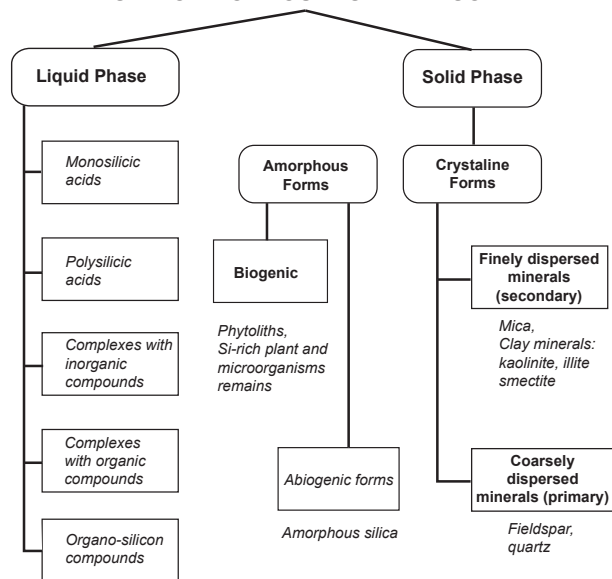 Liquid Phase
Solid Phase
Monosilicic
acids
Polysilicic
acids
Complexes with
inorganic
compounds
Complexes
with organic
compounds
Organo-silicon
compounds
Amorphous
Forms
Biogenic
Phytoliths,
Si-rich plant and
microorganisms
remains
Abiogenic forms
Amorphous silica
Crystaline
Forms
Finely dispersed
minerals
(secondary)
Mica,
Clay minerals:
kaolinite, illite
smectite
Coarsely
dispersed
minerals (primary)
Fieldspar,
quartz